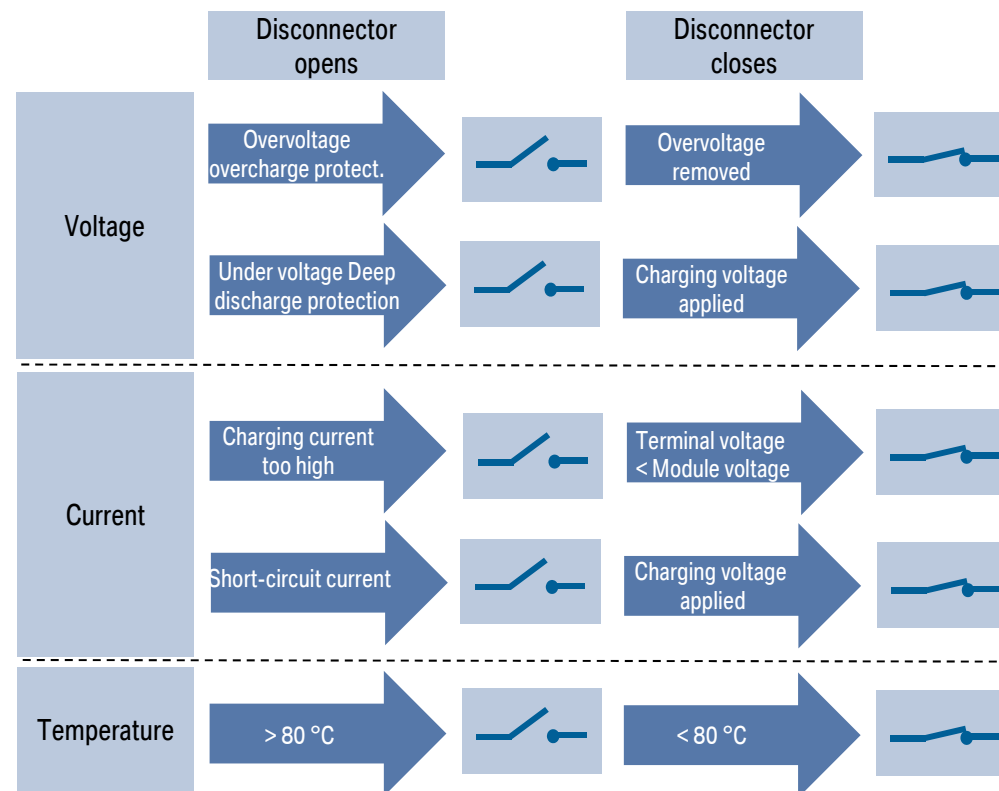 Disconnector
opens
Disconnector
closes
Voltage
Overvoltage
overcharge protect.
Overvoltage
removed
Under voltage Deep
discharge protection
Charging voltage
applied
Current
Charging current
too high
Terminal voltage
< Module voltage
Short-circuit current
Charging voltage
applied
Temperature
> 80 °C
< 80 °C